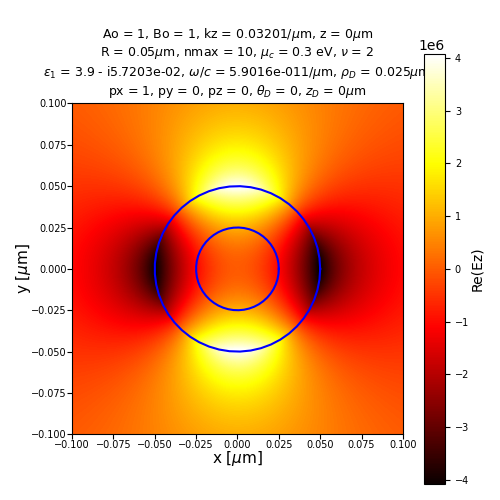 Ao = 1, Bo = 1, kz = 0.03201/μm, z = 0μm
R = 0.05μm, nmax = 10, μc = 0.3 eV, ν = 2
ε1 = 3.9 - i5.7203e-02, ω/c = 5.9016e-011/μm, ρD = 0.025μm
px = 1, py = 0, pz = 0, θD = 0, zD = 0μm
1e6
0.100
0.075
0.050
0.025
0.000
−0.025
−0.050
−0.075
−0.100
y [μm]
−0.100 −0.075 −0.050 −0.025 0.000 0.025 0.050 0.075 0.100
x [μm]
4
3
2
1
0
−1
−2
−3
−4
Re(Ez)